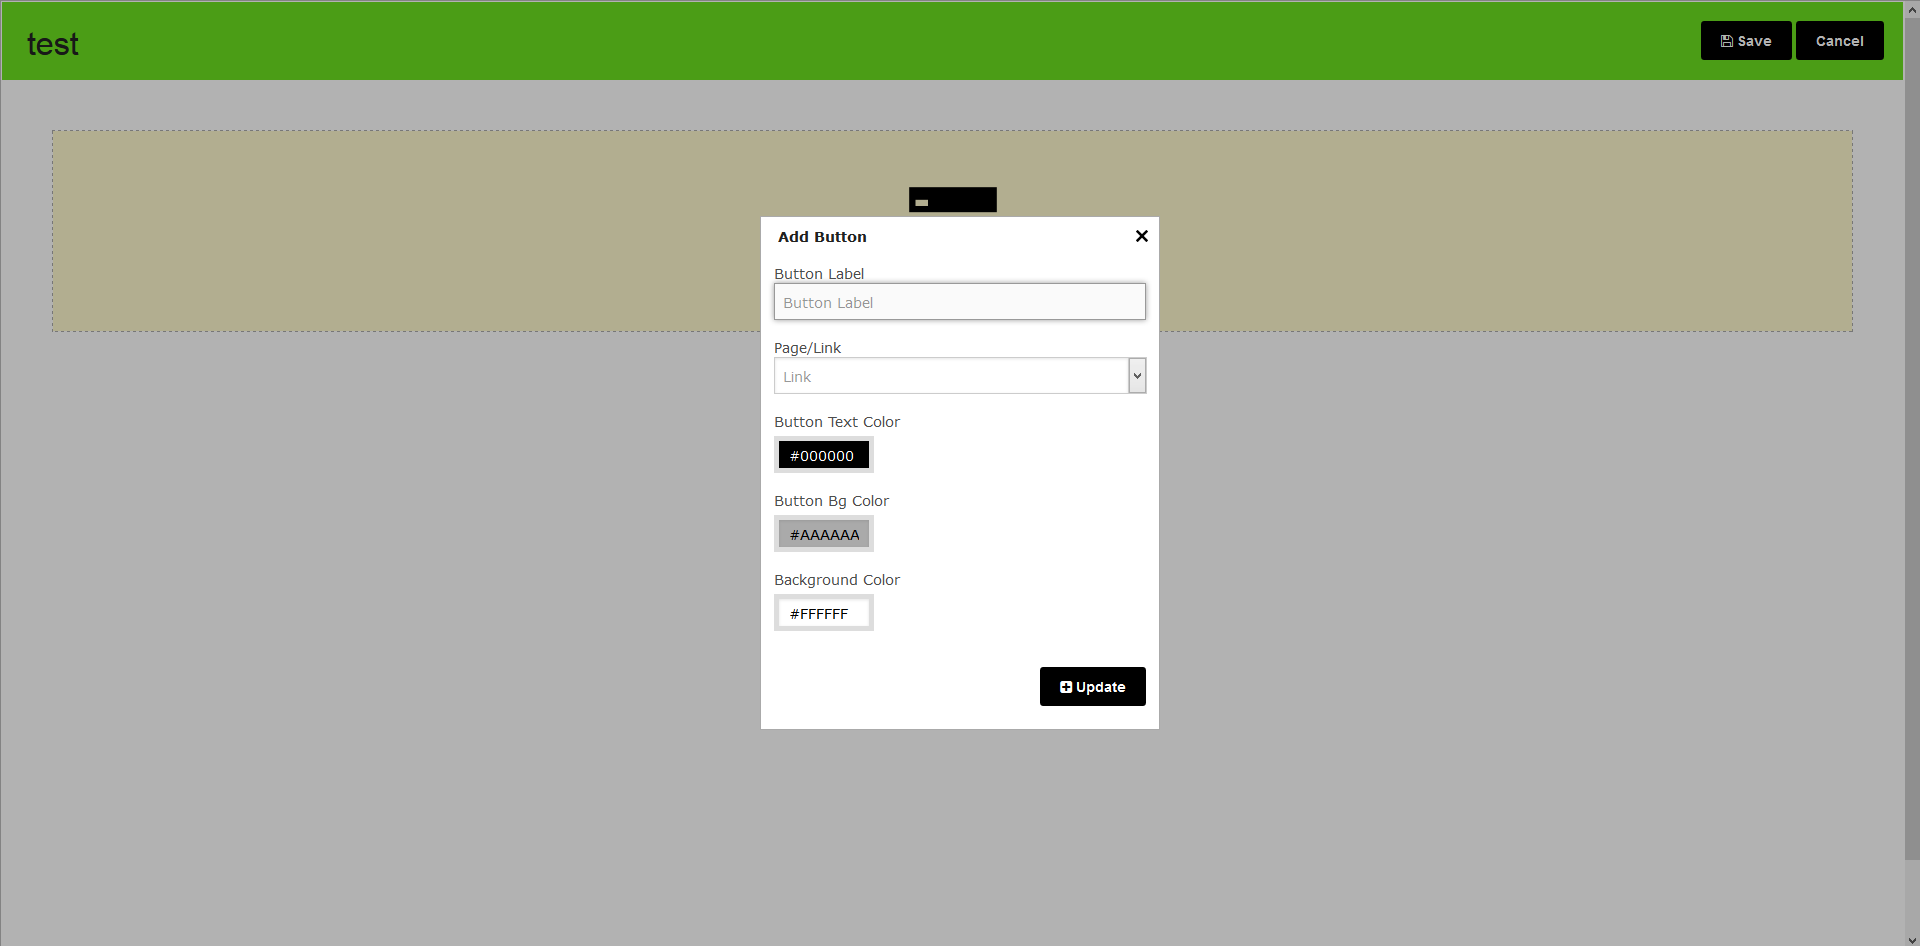 test
Save
Cancel
Add Button
Button Label
Button Label
Page/Link
Link
Button Text Color
#000000
Button Bg Color
#AAAAAA
Background Color
#FFFFFF
Update